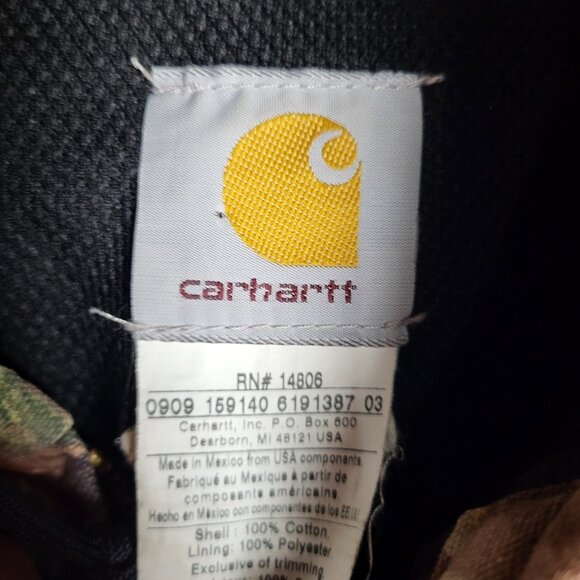 carhartt
RN# 14806
0909 159140 6191387 03
Carhartt, Inc. P.O. Box 600
Dearborn, MI 48121 USA
Made in Mexico from USA components.
Fabriqué au Mexique à partir de
composants américains.
Hecho en México con componentes de los EE.UU.
Shell : 100% Cotton.
Lining: 100% Polyester
Exclusive of trimming